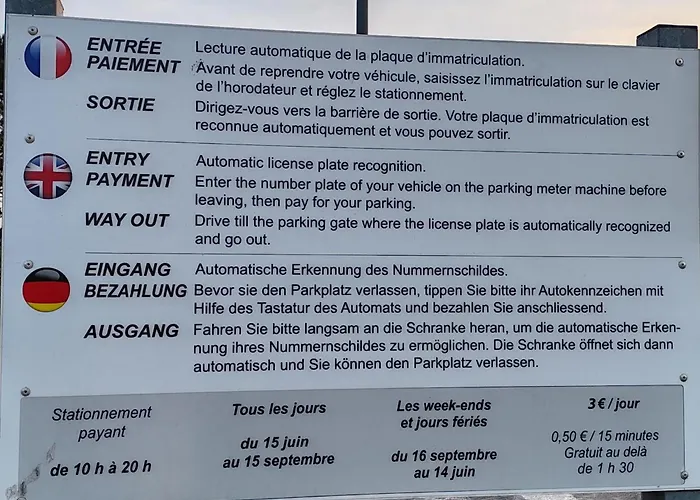 ENTRÉE Lecture automatique de la plaque d'immatriculation.
PAIEMENT Avant de reprendre votre véhicule, saisissez l'immatriculation sur le clavier
de l'horodateur et réglez le stationnement.
SORTIE Dirigez-vous vers la barrière de sortie. Votre plaque d'immatriculation est
reconnue automatiquement et vous pouvez sortir.
ENTRY Automatic license plate recognition.
PAYMENT Enter the number plate of your vehicle on the parking meter machine before
leaving, then pay for your parking.
WAY OUT Drive till the parking gate where the license plate is automatically recognized
and go out.
EINGANG Automatische Erkennung des Nummernschildes.
BEZAHLUNG Bevor sie den Parkplatz verlassen, tippen Sie bitte ihr Autokennzeichen mit
Hilfe des Tastatur des Automats und bezahlen Sie anschliessend.
AUSGANG Fahren Sie bitte langsam an die Schranke heran, um die automatische Erken-
nung ihres Nummernschildes zu ermöglichen. Die Schranke öffnet sich dann
automatisch und Sie können den Parkplatz verlassen.
Stationnement
payant
de 10 h à 20 h
Tous les jours
du 15 juin
au 15 septembre
Les week-ends
et jours fériés
du 16 septembre
au 14 juin
3 € / jour
0,50 € / 15 minutes
Gratuit au delà
de 1 h 30